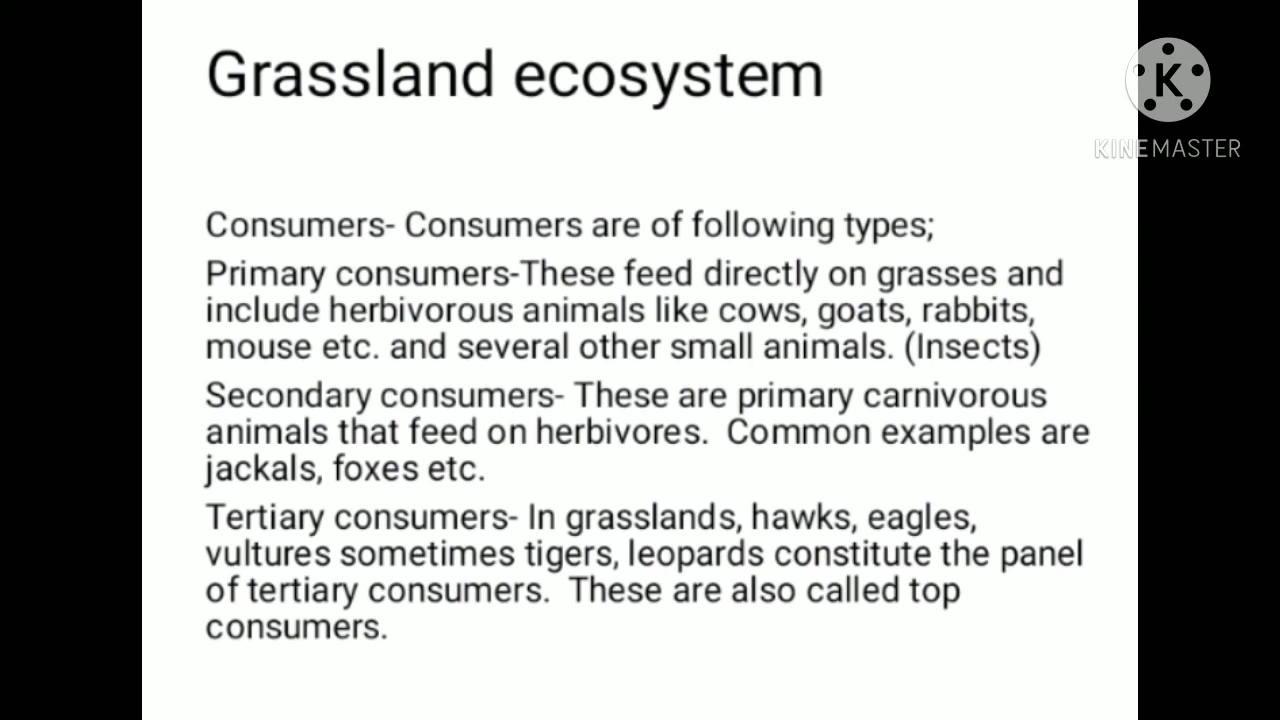 Grassland ecosystem
K
KINEMASTER
Consumers- Consumers are of following types;
Primary consumers-These feed directly on grasses and
include herbivorous animals like cows, goats, rabbits,
mouse etc. and several other small animals. (Insects)
Secondary consumers- These are primary carnivorous
animals that feed on herbivores.  Common examples are
jackals, foxes etc.
Tertiary consumers- In grasslands, hawks, eagles,
vultures sometimes tigers, leopards constitute the panel
of tertiary consumers.  These are also called top
consumers.